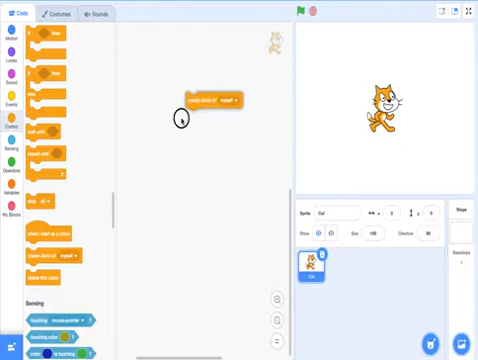 Code
Costumes
Sounds
Motion
Looks
Sound
Events
Control
Sensing
Operators
Variables
My Blocks
if then
if then
else
wait until
repeat until
stop all
when I start as a clone
create clone of myself
delete this clone
Sensing
touching mouse-pointer ?
touching color ?
color is touching ?
create clone of myself
Sprite Cat x y
Show Size 100 Direction 90
Cat
Stage
Backdrops
1